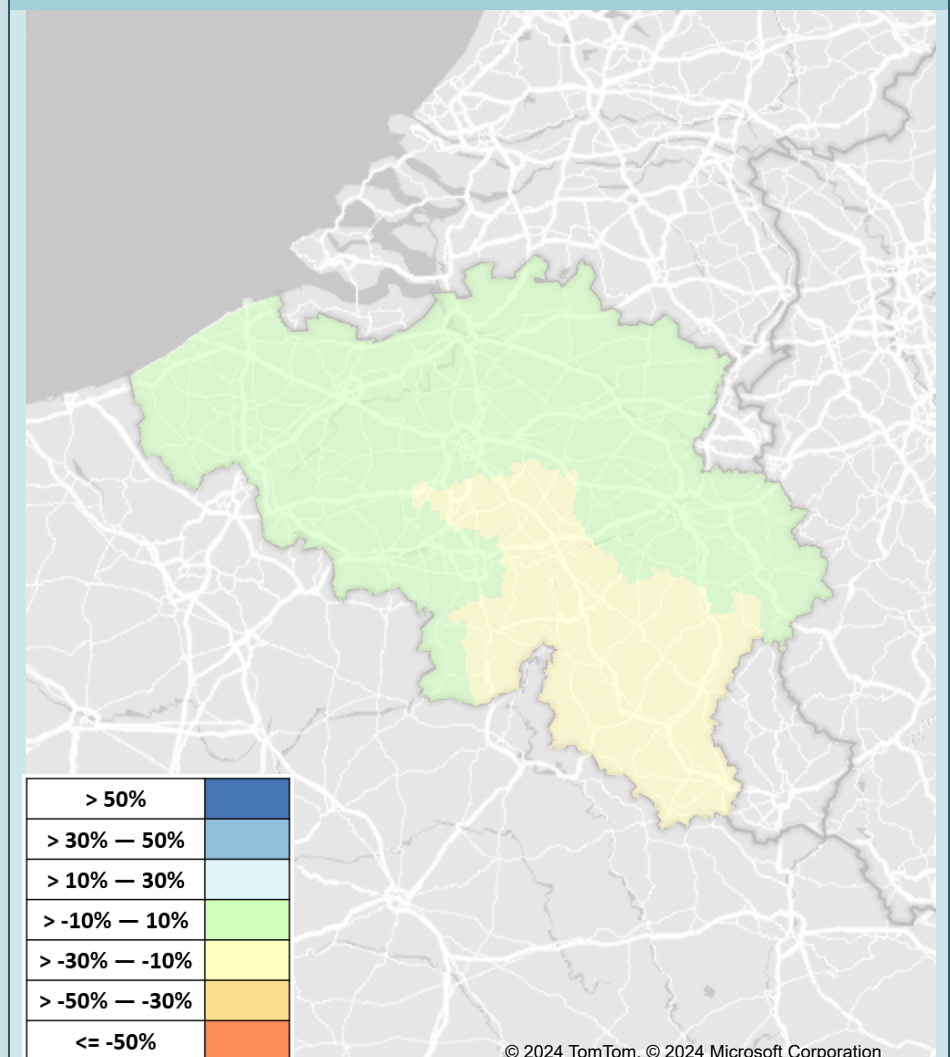 > 50%
> 30% — 50%
> 10% — 30%
> -10% — 10%
> -30% — -10%
> -50% — -30%
<= -50%
© 2024 TomTom, © 2024 Microsoft Corporation